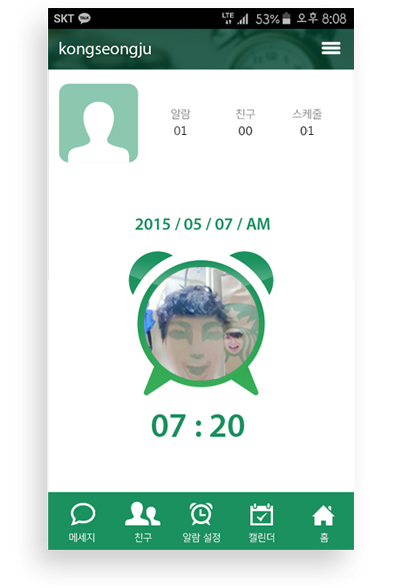 SKT LTE 53% 오후 8:08
kongseongju
알람 친구 스케줄
01 00 01
2015 / 05 / 07 / AM
07 : 20
메세지 친구 알람 설정 캘린더 홈